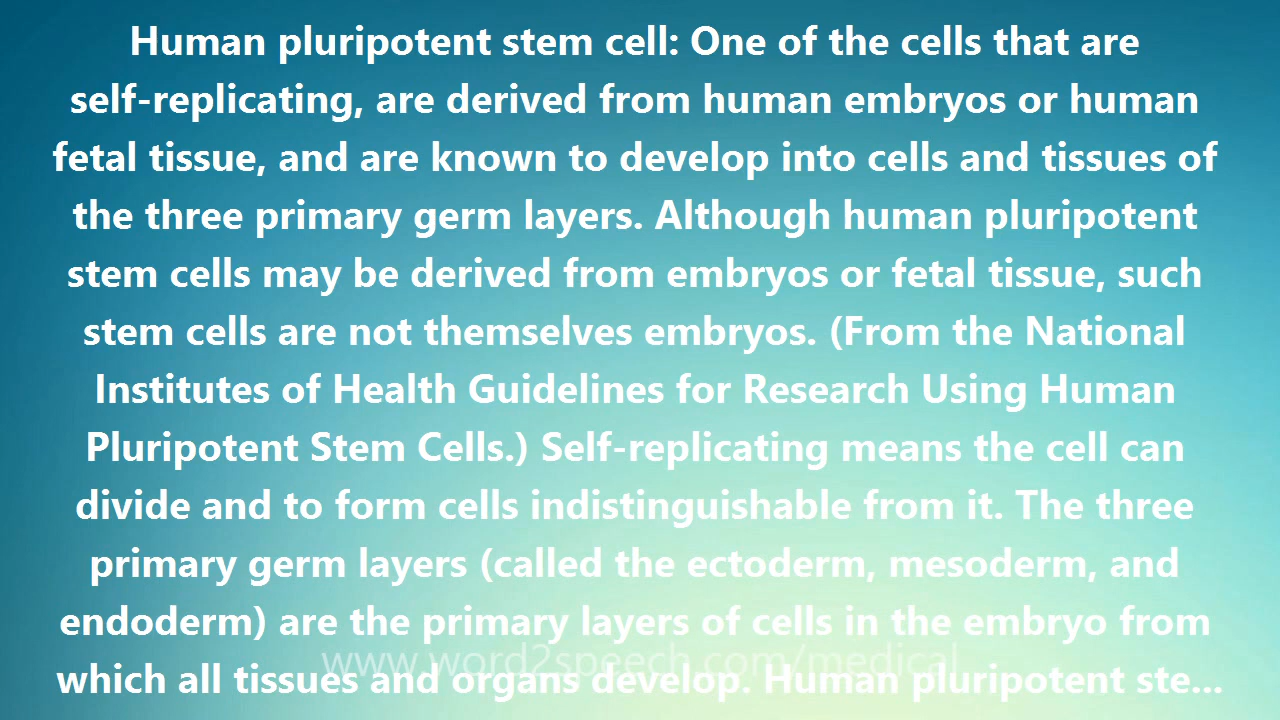 Human pluripotent stem cell: One of the cells that are
self-replicating, are derived from human embryos or human
fetal tissue, and are known to develop into cells and tissues of
the three primary germ layers. Although human pluripotent
stem cells may be derived from embryos or fetal tissue, such
stem cells are not themselves embryos. (From the National
Institutes of Health Guidelines for Research Using Human
Pluripotent Stem Cells.) Self-replicating means the cell can
divide and to form cells indistinguishable from it. The three
primary germ layers (called the ectoderm, mesoderm, and
endoderm) are the primary layers of cells in the embryo from
www.word2speech.com/medical
which all tissues and organs develop. Human pluripotent ste...